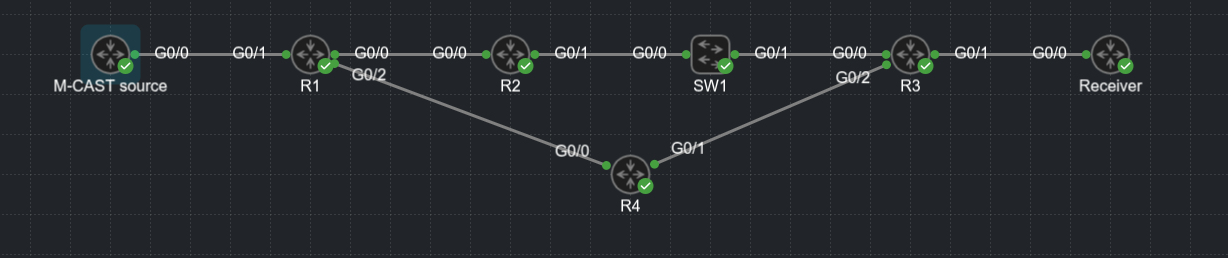 G0/0 G0/1 G0/0 G0/0 G0/1 G0/0 G0/1 G0/0 G0/1 G0/0
M-CAST source R1 G0/2 R2 SW1 G0/2 R3 Receiver
G0/0 G0/1
R4